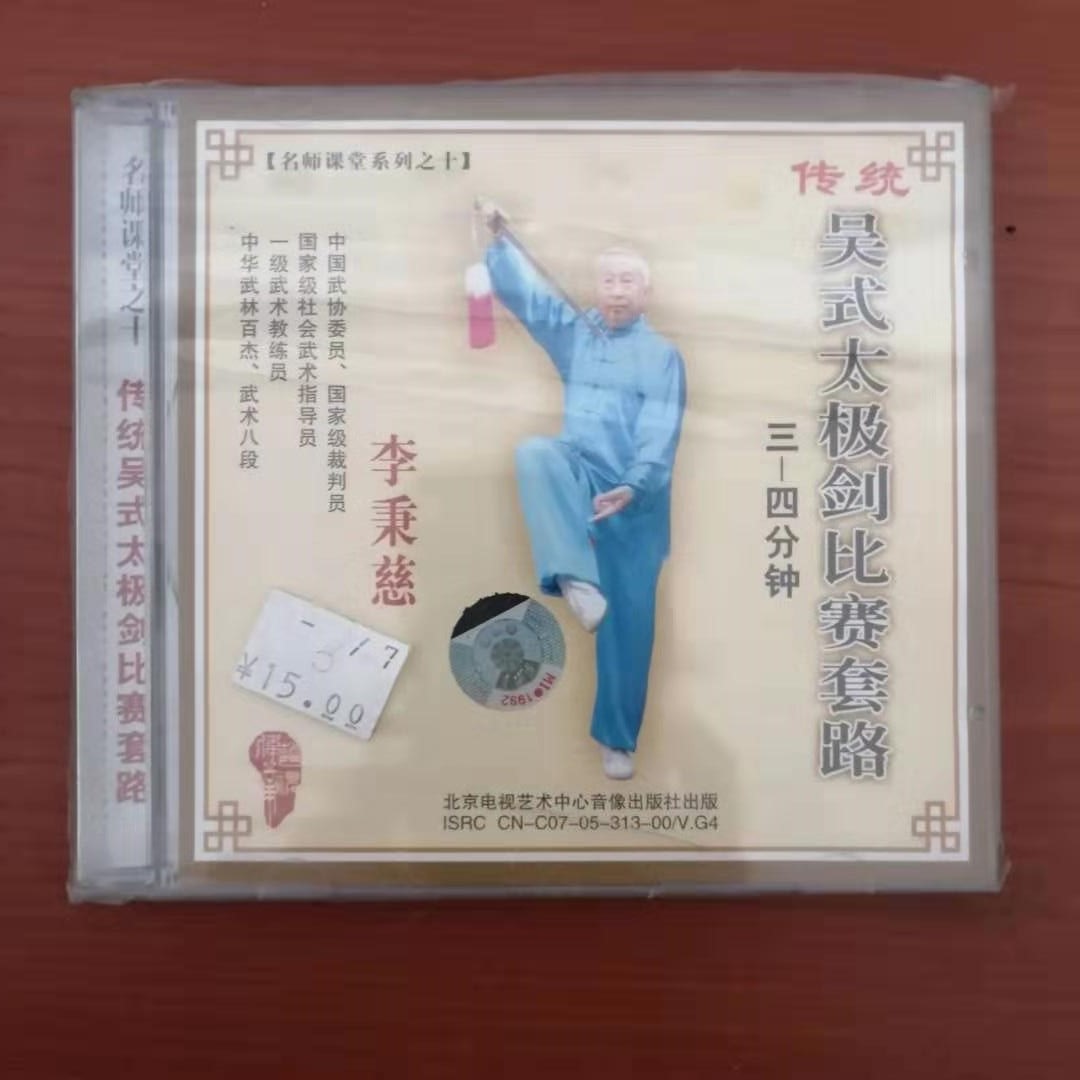 名师课堂之十 传统吴式太极剑比赛套路
【名师课堂系列之十】
传统
吴式太极剑比赛套路
三—四分钟
中国武协委员、国家级裁判员
国家级社会武术指导员
一级武术教练员
中华武林百杰、武术八段
李秉慈
¥15.00
MI●1992
北京电视艺术中心音像出版社出版
ISRC CN-C07-05-313-00/V.G4